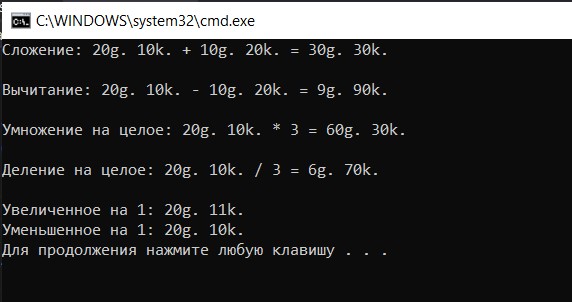 C:\WINDOWS\system32\cmd.exe
Сложение: 20g. 10k. + 10g. 20k. = 30g. 30k.
Вычитание: 20g. 10k. - 10g. 20k. = 9g. 90k.
Умножение на целое: 20g. 10k. * 3 = 60g. 30k.
Деление на целое: 20g. 10k. / 3 = 6g. 70k.
Увеличенное на 1: 20g. 11k.
Уменьшенное на 1: 20g. 10k.
Для продолжения нажмите любую клавишу . . .